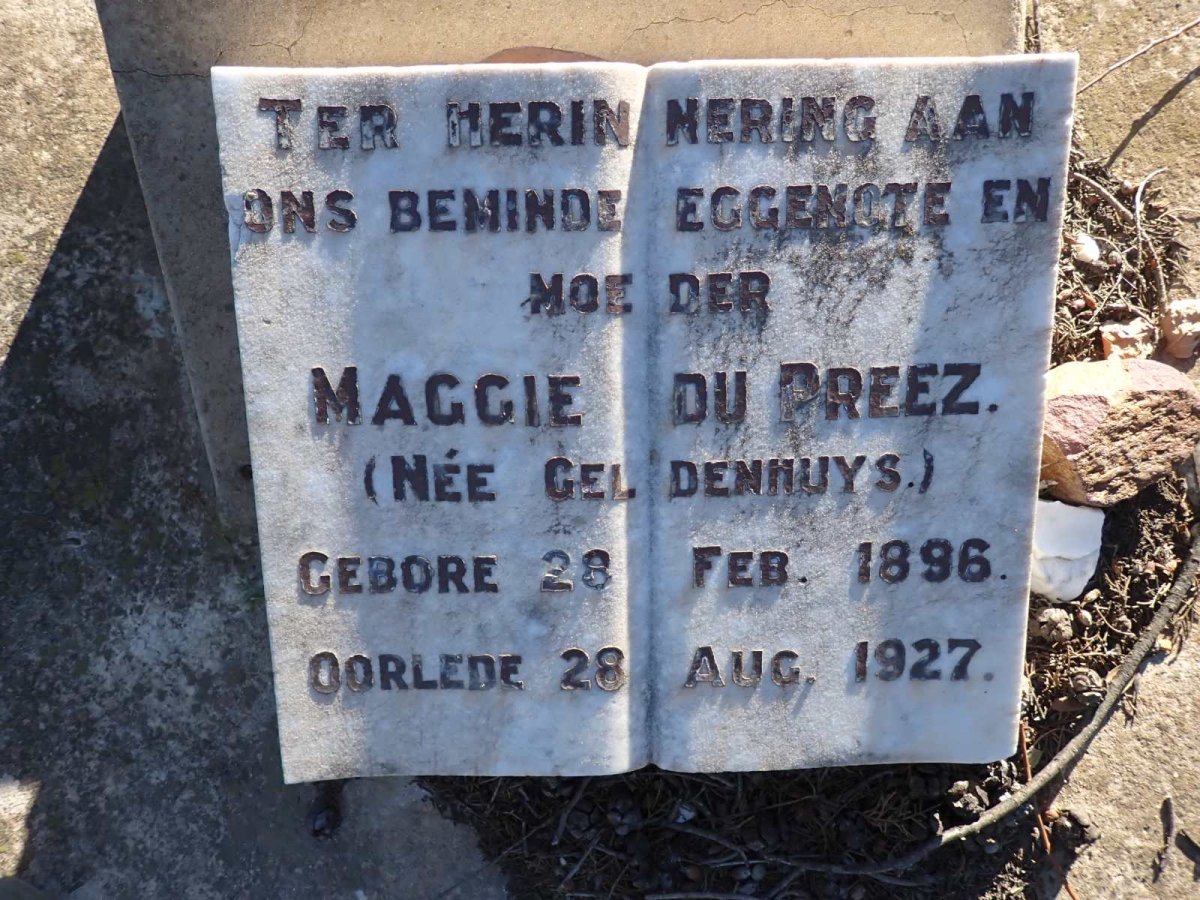 TER HERINNERING AAN
ONS BEMINDE EGGENOTE EN
MOEDER
MAGGIE DU PREEZ.
(NÉE GELDENHUYS.)
GEBORE 28 FEB. 1896.
OORLEDE 28 AUG. 1927.